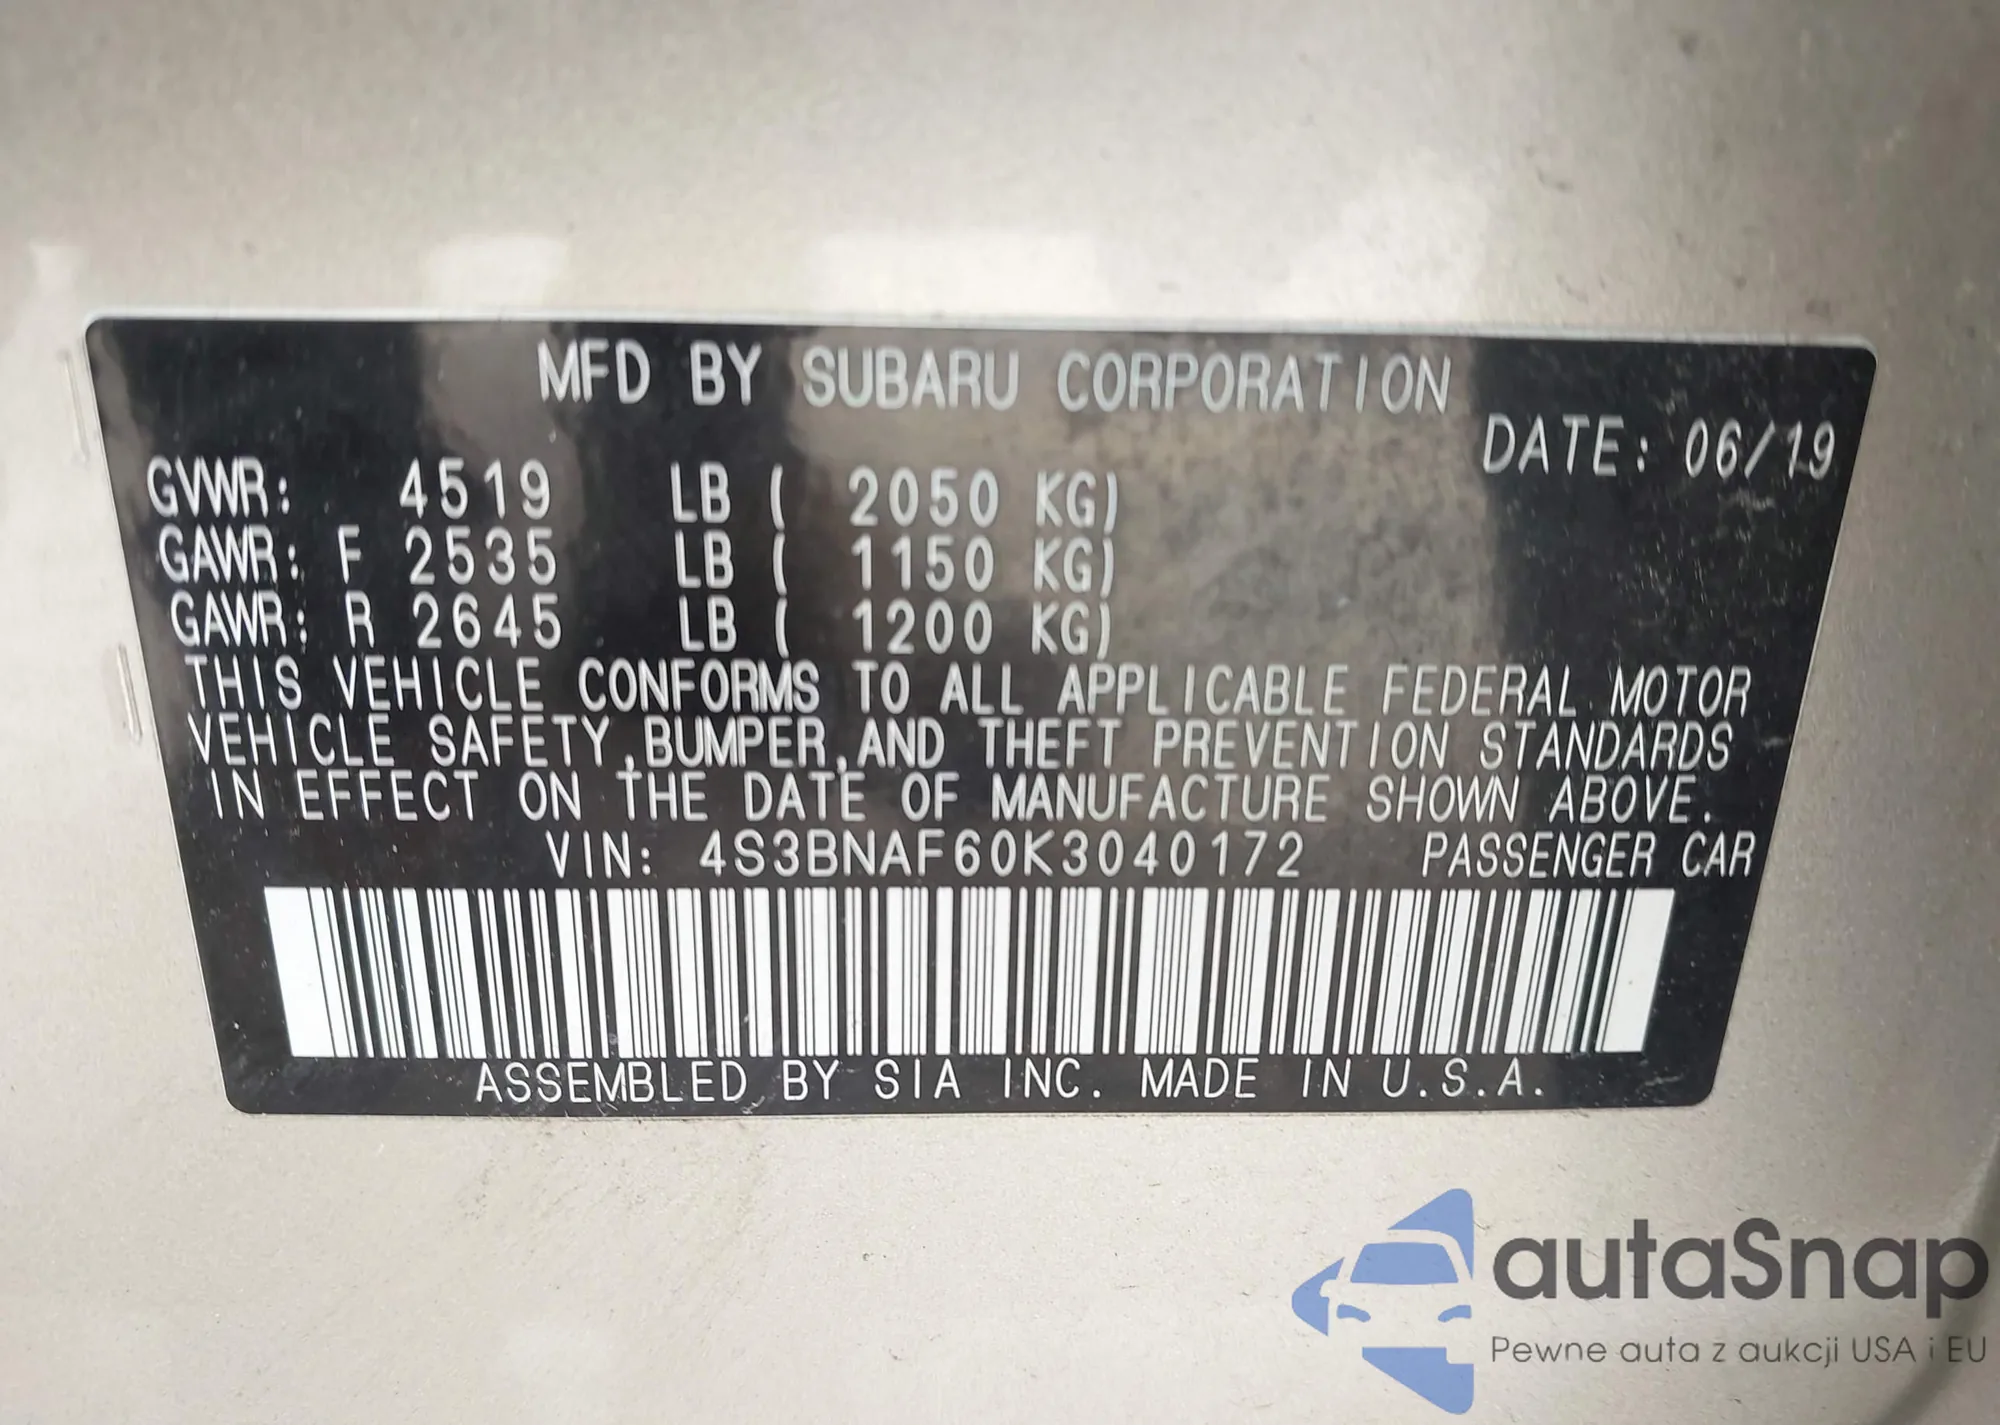 MFD BY SUBARU CORPORATION
DATE: 06/19
GVWR: 4519 LB ( 2050 KG)
GAWR: F 2535 LB ( 1150 KG)
GAWR: R 2645 LB ( 1200 KG)
THIS VEHICLE CONFORMS TO ALL APPLICABLE FEDERAL MOTOR
VEHICLE SAFETY,BUMPER,AND THEFT PREVENTION STANDARDS
IN EFFECT ON THE DATE OF MANUFACTURE SHOWN ABOVE.
VIN: 4S3BNAF60K3040172 PASSENGER CAR
ASSEMBLED BY SIA INC. MADE IN U.S.A.
autaSnap
Pewne auta z aukcji USA i EU